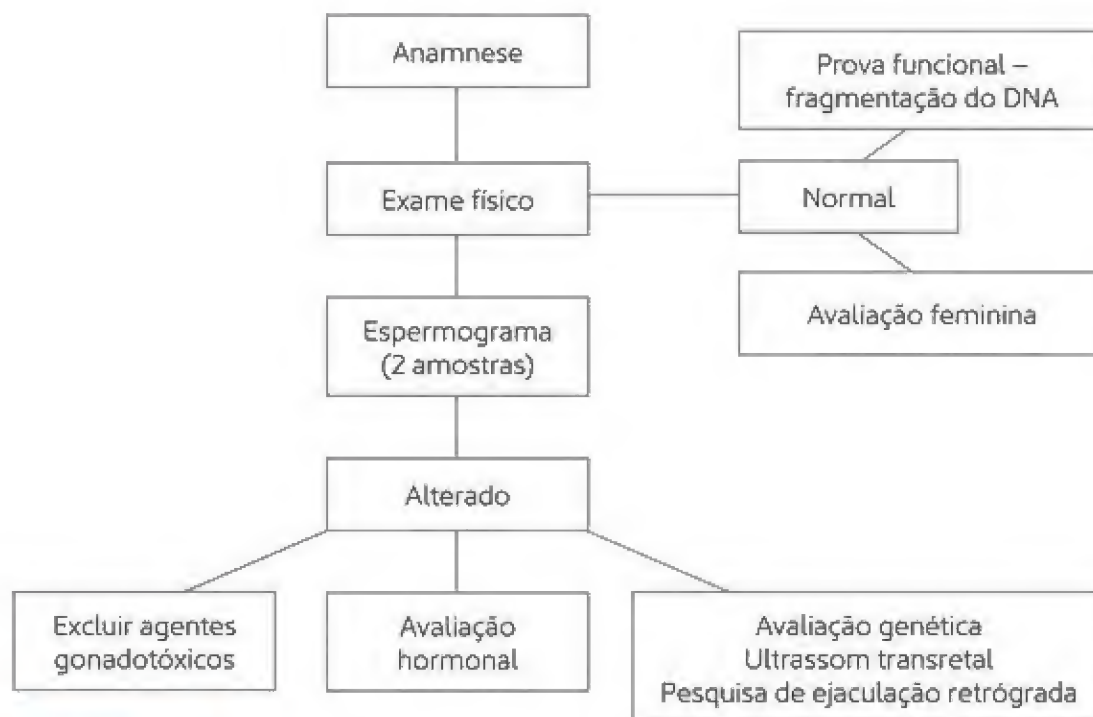 Anamnese
Prova funcional –
fragmentação do DNA
Exame físico
Normal
Avaliação feminina
Espermograma
(2 amostras)
Alterado
Excluir agentes
gonadotóxicos
Avaliação
hormonal
Avaliação genética
Ultrassom transretal
Pesquisa de ejaculação retrógrada